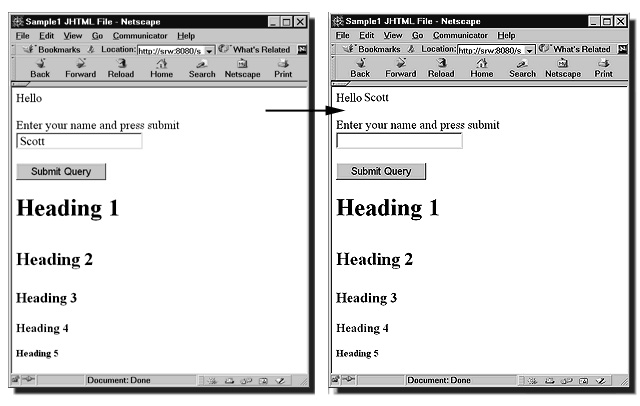 Sample1 JHTML File - Netscape
File Edit View Go Communicator Help
Bookmarks Location: http://srw:8080/s What's Related
Back Forward Reload Home Search Netscape Print
Hello
Enter your name and press submit
Scott
Submit Query
Heading 1
Heading 2
Heading 3
Heading 4
Heading 5
Document: Done
Sample1 JHTML File - Netscape
File Edit View Go Communicator Help
Bookmarks Location: http://srw:8080/s What's Related
Back Forward Reload Home Search Netscape Print
Hello Scott
Enter your name and press submit
Submit Query
Heading 1
Heading 2
Heading 3
Heading 4
Heading 5
Document: Done